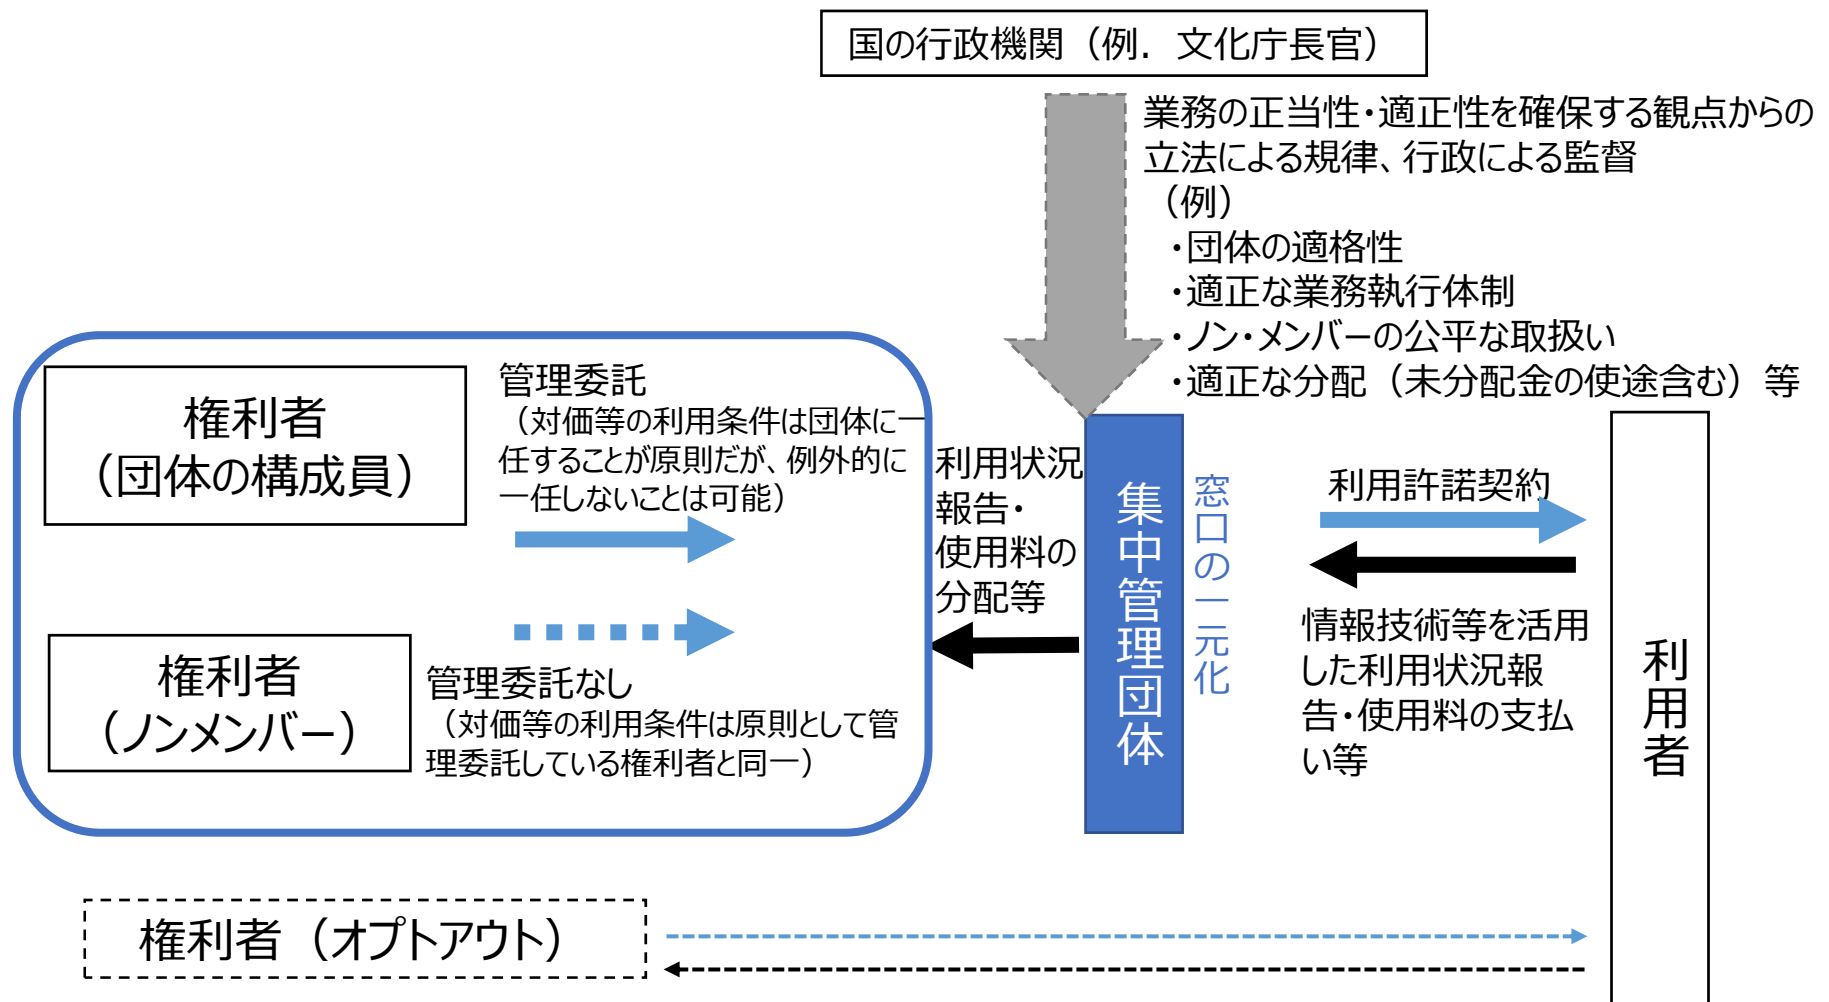 国の行政機関（例．文化庁長官）
業務の正当性・適正性を確保する観点からの
立法による規律、行政による監督
（例）
・団体の適格性
・適正な業務執行体制
・ノン・メンバーの公平な取扱い
・適正な分配（未分配金の使途含む）等
権利者
（団体の構成員）
管理委託
（対価等の利用条件は団体に一
任することが原則だが、例外的に
一任しないことは可能）
権利者
（ノンメンバー）
管理委託なし
（対価等の利用条件は原則として管
理委託している権利者と同一）
利用状況
報告・
使用料の
分配等
集中管理団体
窓口の一元化
利用許諾契約
情報技術等を活用
した利用状況報
告・使用料の支払
い等
利用者
権利者（オプトアウト）